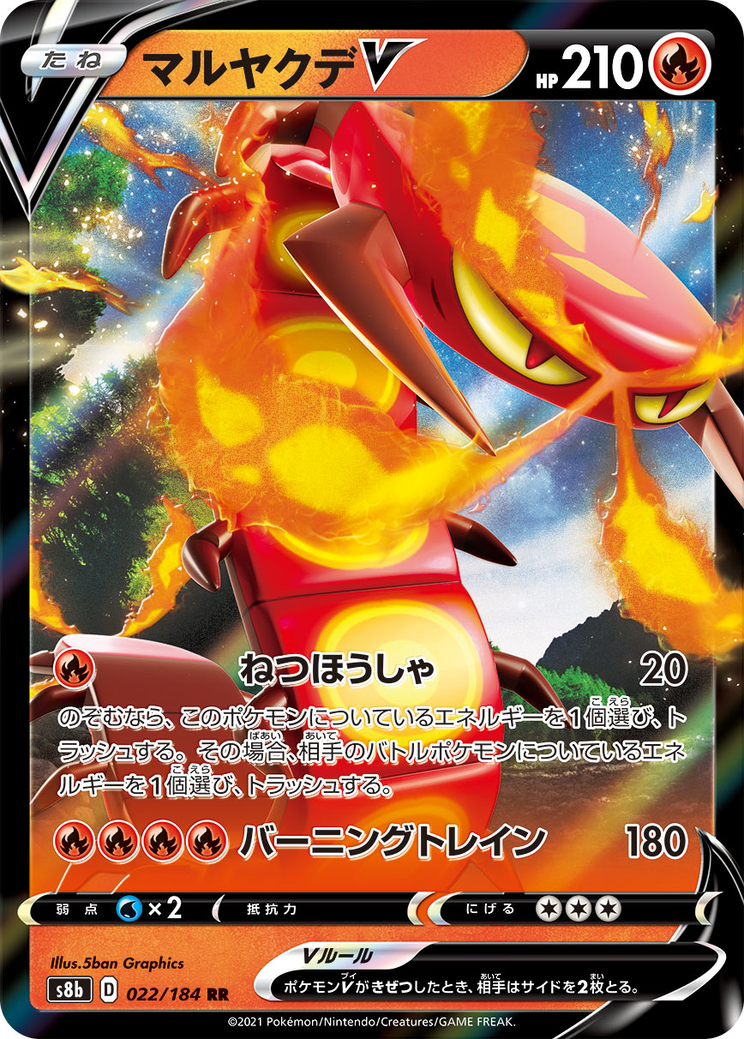 たね マルヤクデV HP210
ねつほうしゃ 20
のぞむなら、このポケモンについているエネルギーを1個選び、ト
ラッシュする。その場合、相手のバトルポケモンについているエネ
ルギーを1個選び、トラッシュする。
バーニングトレイン 180
弱点 ×2 抵抗力 にげる
Illus.5ban Graphics
Vルール
ポケモンVがきぜつしたとき、相手はサイドを2枚とる。
s8b D 022/184 RR
©2021 Pokémon/Nintendo/Creatures/GAME FREAK.